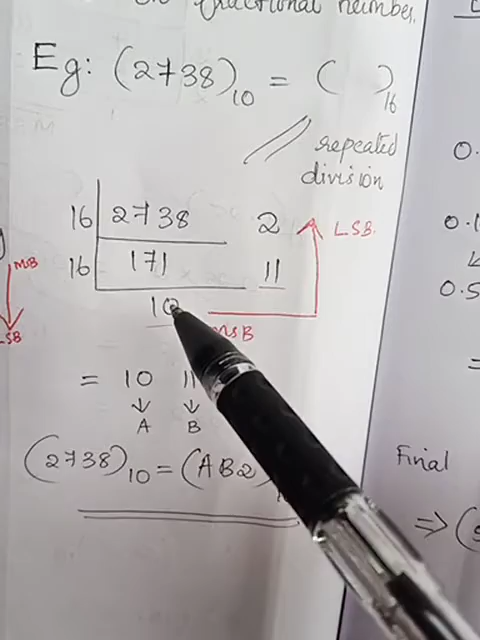 fractional number.
Eg: (2738)10 = ( )16
// repeated
division
16 2738 2 LSB.
16 171 11
10 MSB
MSB
LSB
= 10 11
↓ ↓
A B
(2738)10 = (AB2)
0.
0.1
0.5
=
Final
⇒ (